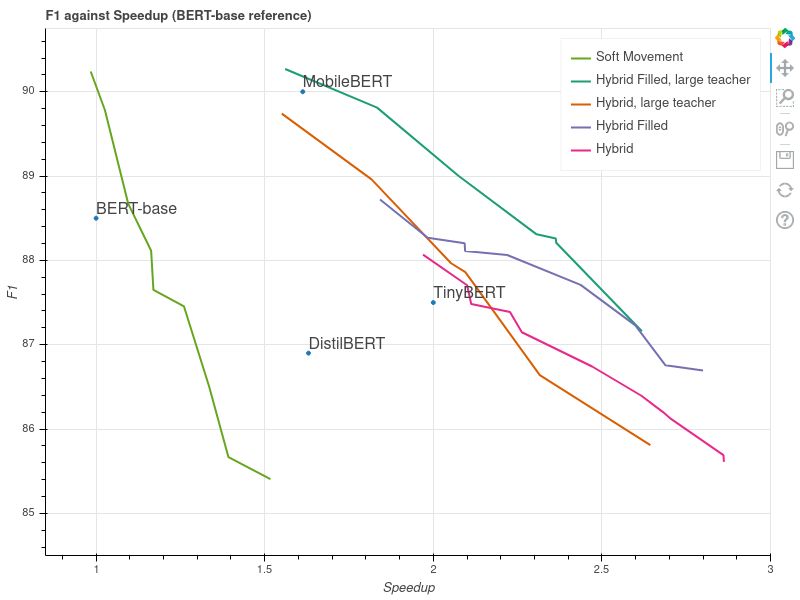 F1 against Speedup (BERT-base reference)
Soft Movement
Hybrid Filled, large teacher
Hybrid, large teacher
Hybrid Filled
Hybrid
MobileBERT
BERT-base
TinyBERT
DistilBERT
F1
90
89
88
87
86
85
1
1.5
2
2.5
3
Speedup
?